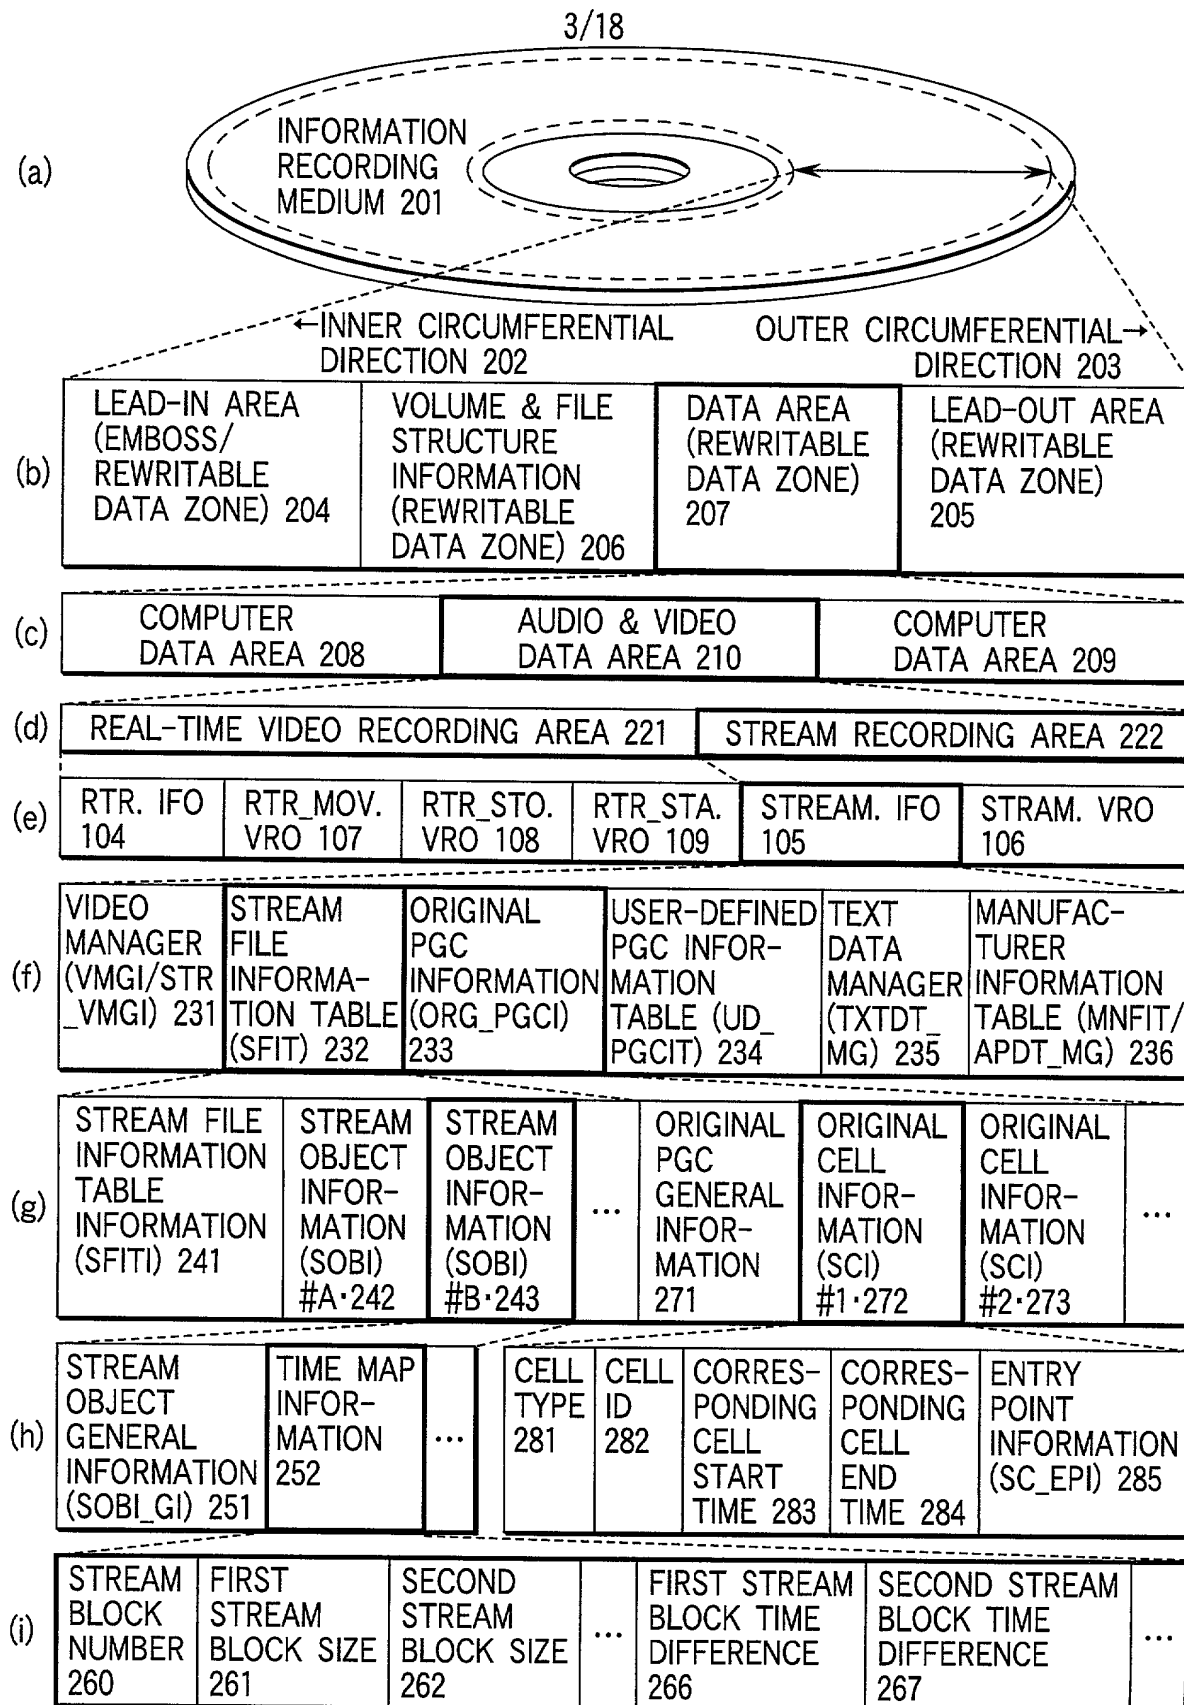 3/18
(a)
INFORMATION
RECORDING
MEDIUM 201
←INNER CIRCUMFERENTIAL
DIRECTION 202
OUTER CIRCUMFERENTIAL→
DIRECTION 203
(b)
LEAD-IN AREA
(EMBOSS/
REWRITABLE
DATA ZONE) 204
VOLUME & FILE
STRUCTURE
INFORMATION
(REWRITABLE
DATA ZONE) 206
DATA AREA
(REWRITABLE
DATA ZONE)
207
LEAD-OUT AREA
(REWRITABLE
DATA ZONE)
205
(c)
COMPUTER
DATA AREA 208
AUDIO & VIDEO
DATA AREA 210
COMPUTER
DATA AREA 209
(d)
REAL-TIME VIDEO RECORDING AREA 221
STREAM RECORDING AREA 222
(e)
RTR. IFO
104
RTR_MOV.
VRO 107
RTR_STO.
VRO 108
RTR_STA.
VRO 109
STREAM. IFO
105
STRAM. VRO
106
(f)
VIDEO
MANAGER
(VMGI/STR
_VMGI) 231
STREAM
FILE
INFORMA-
TION TABLE
(SFIT) 232
ORIGINAL
PGC
INFORMATION
(ORG_PGCI)
233
USER-DEFINED
PGC INFOR-
MATION
TABLE (UD_
PGCIT) 234
TEXT
DATA
MANAGER
(TXTDT_
MG) 235
MANUFAC-
TURER
INFORMATION
TABLE (MNFIT/
APDT_MG) 236
(g)
STREAM FILE
INFORMATION
TABLE
INFORMATION
(SFITI) 241
STREAM
OBJECT
INFOR-
MATION
(SOBI)
#A·242
STREAM
OBJECT
INFOR-
MATION
(SOBI)
#B·243
...
ORIGINAL
PGC
GENERAL
INFOR-
MATION
271
ORIGINAL
CELL
INFOR-
MATION
(SCI)
#1·272
ORIGINAL
CELL
INFOR-
MATION
(SCI)
#2·273
...
(h)
STREAM
OBJECT
GENERAL
INFORMATION
(SOBI_GI) 251
TIME MAP
INFOR-
MATION
252
...
CELL
TYPE
281
CELL
ID
282
CORRES-
PONDING
CELL
START
TIME 283
CORRES-
PONDING
CELL
END
TIME 284
ENTRY
POINT
INFORMATION
(SC_EPI) 285
(i)
STREAM
BLOCK
NUMBER
260
FIRST
STREAM
BLOCK SIZE
261
SECOND
STREAM
BLOCK SIZE
262
...
FIRST STREAM
BLOCK TIME
DIFFERENCE
266
SECOND STREAM
BLOCK TIME
DIFFERENCE
267
...